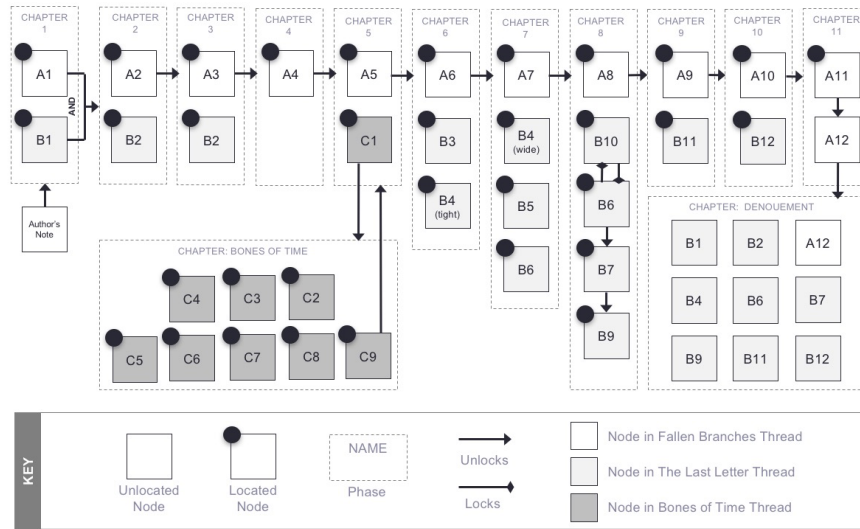 CHAPTER
1
CHAPTER
2
CHAPTER
3
CHAPTER
4
CHAPTER
5
CHAPTER
6
CHAPTER
7
CHAPTER
8
CHAPTER
9
CHAPTER
10
CHAPTER
11
A1
A2
A3
A4
A5
A6
A7
A8
A9
A10
A11
AND
B1
B2
B2
C1
B3
B4
(wide)
B10
B11
B12
A12
B4
(tight)
B5
B6
Author's
Note
B6
B7
B9
CHAPTER: BONES OF TIME
C4
C3
C2
C5
C6
C7
C8
C9
CHAPTER: DENOUEMENT
B1
B2
A12
B4
B6
B7
B9
B11
B12
KEY
Unlocated
Node
Located
Node
NAME
Phase
Unlocks
Locks
Node in Fallen Branches Thread
Node in The Last Letter Thread
Node in Bones of Time Thread